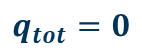 q_tot = 0